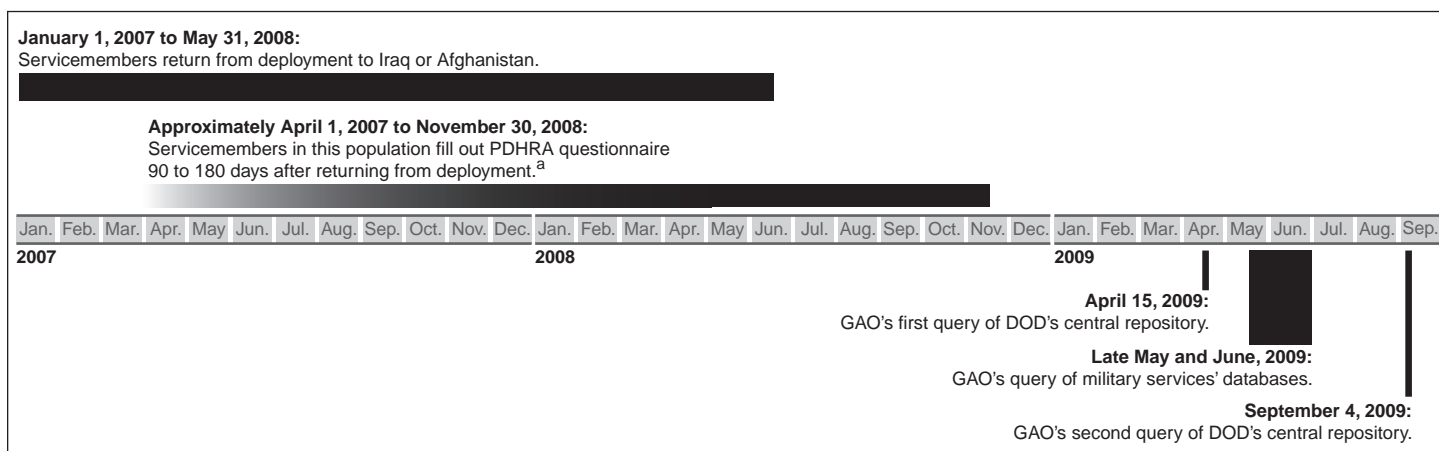 January 1, 2007 to May 31, 2008:
Servicemembers return from deployment to Iraq or Afghanistan.
Approximately April 1, 2007 to November 30, 2008:
Servicemembers in this population fill out PDHRA questionnaire
90 to 180 days after returning from deployment.a
Jan. Feb. Mar. Apr. May Jun. Jul. Aug. Sep. Oct. Nov. Dec. Jan. Feb. Mar. Apr. May Jun. Jul. Aug. Sep. Oct. Nov. Dec. Jan. Feb. Mar. Apr. May Jun. Jul. Aug. Sep.
2007 2008 2009
April 15, 2009:
GAO's first query of DOD's central repository.
Late May and June, 2009:
GAO's query of military services' databases.
September 4, 2009:
GAO's second query of DOD's central repository.